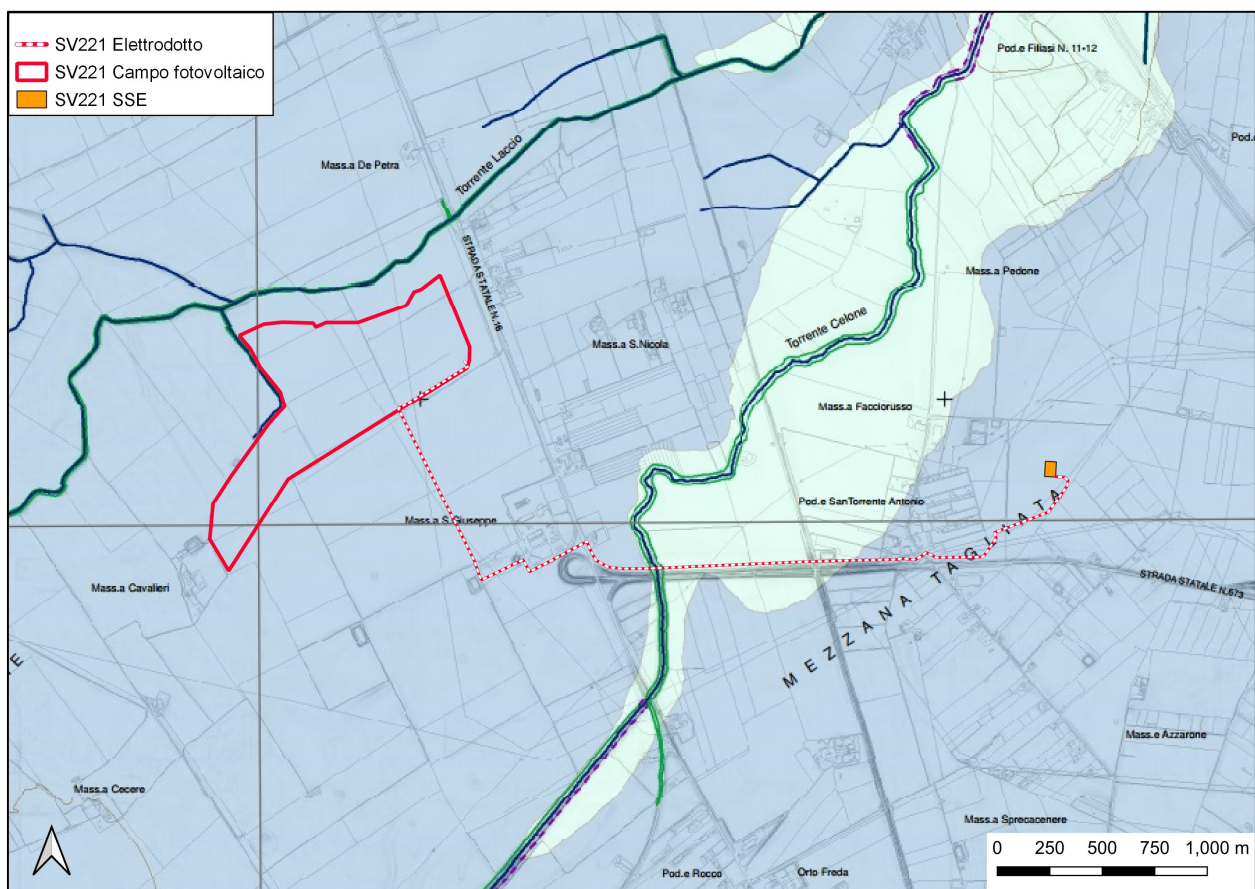 SV221 Elettrodotto
SV221 Campo fotovoltaico
SV221 SSE
Pod.e Filiasi N. 11-12
Pod.e
Mass.a De Petra
Torrente Laccio
STRADA STATALE N.16
Mass.a Pedone
Mass.a S.Nicola
Torrente Celone
Mass.a Facciorusso
Pod.e SanTorrente Antonio
Mass.a S.Giuseppe
Mass.a Cavalieri
STRADA STATALE N.673
MEZZANA TAGLIATA
E
Mass.e Azzarone
Mass.a Cecere
Mass.a Sprecacenere
Pod.e Rocco
Orto Freda
0 250 500 750 1,000 m